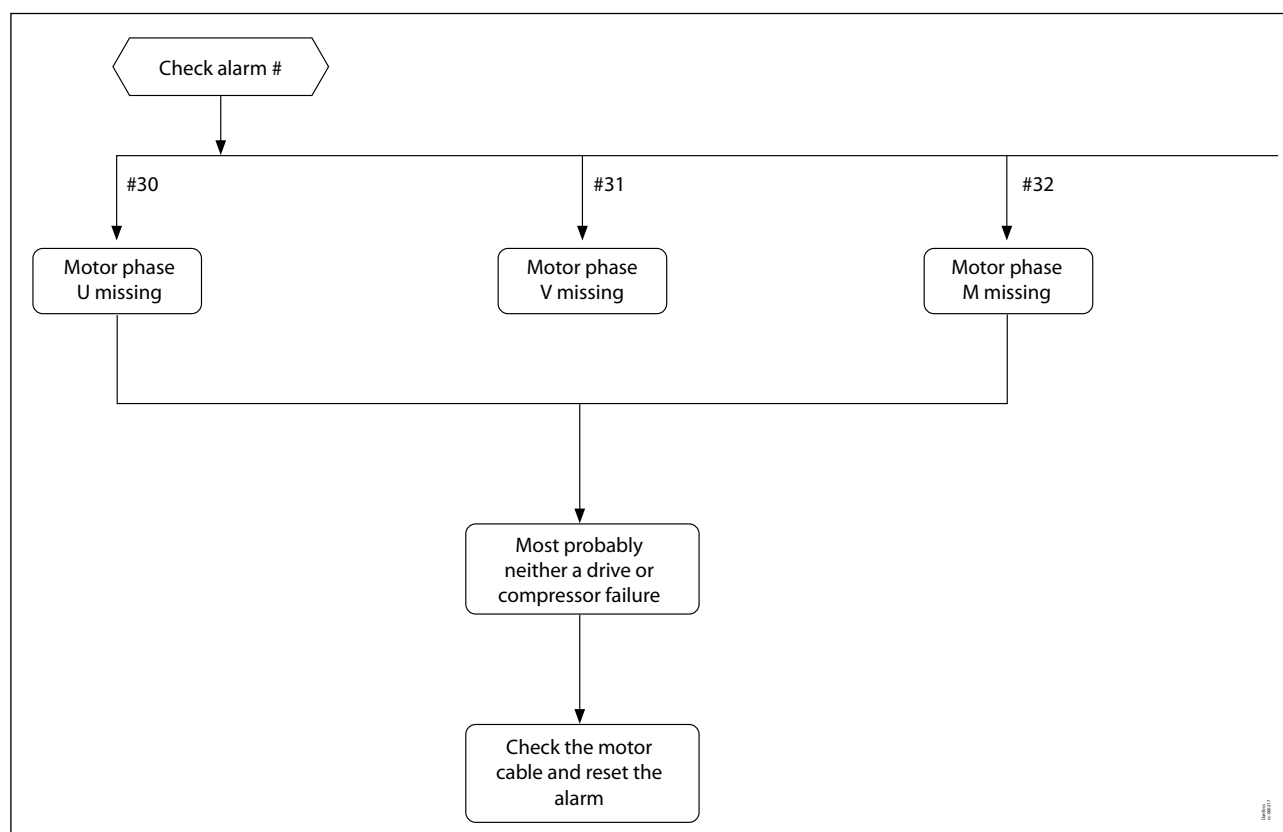 Check alarm #
#30
#31
#32
Motor phase
U missing
Motor phase
V missing
Motor phase
M missing
Most probably
neither a drive or
compressor failure
Check the motor
cable and reset the
alarm
Danfoss